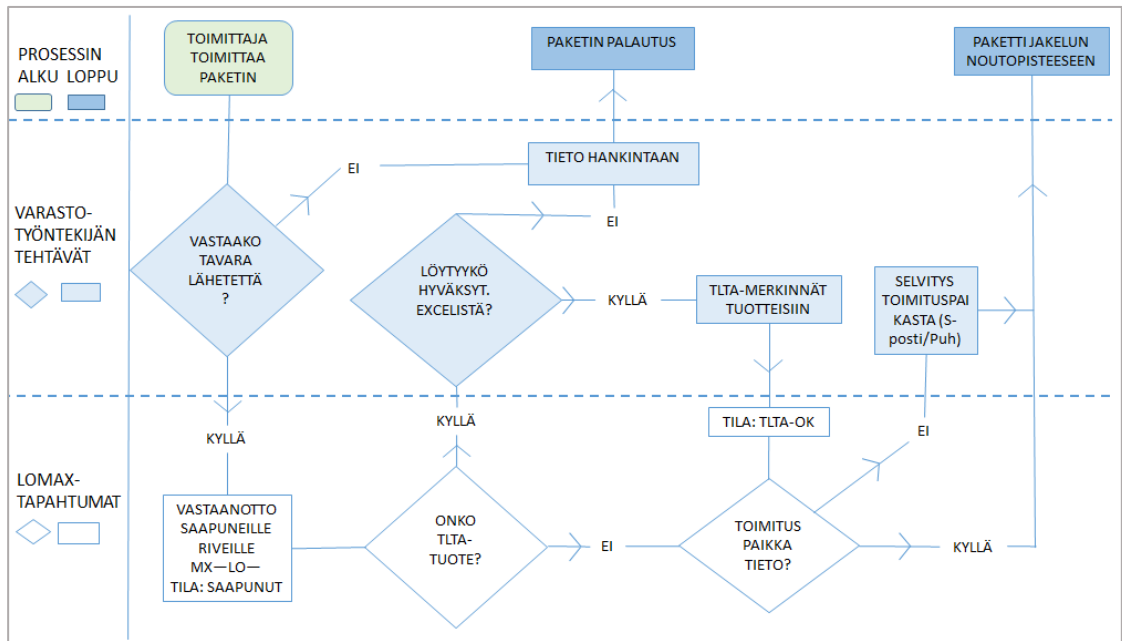 PROSESSIN
ALKU LOPPU
TOIMITTAJA
TOIMITTAA
PAKETIN
PAKETIN PALAUTUS
PAKETTI JAKELUN
NOUTOPISTEESEEN
VARASTO-
TYÖNTEKIJÄN
TEHTÄVÄT
VASTAAKO
TAVARA
LÄHETETTÄ
?
EI
TIETO HANKINTAAN
EI
LÖYTYYKÖ
HYVÄKSYT.
EXCELISTÄ?
KYLLÄ
TLTA-MERKINNÄT
TUOTTEISIIN
SELVITYS
TOIMITUSPAI
KASTA (S-
posti/Puh)
LOMAX-
TAPAHTUMAT
KYLLÄ
VASTAANOTTO
SAAPUNEILLE
RIVEILLE
MX—LO—
TILA: SAAPUNUT
KYLLÄ
ONKO
TLTA-
TUOTE?
EI
TILA: TLTA-OK
TOIMITUS
PAIKKA
TIETO?
EI
KYLLÄ